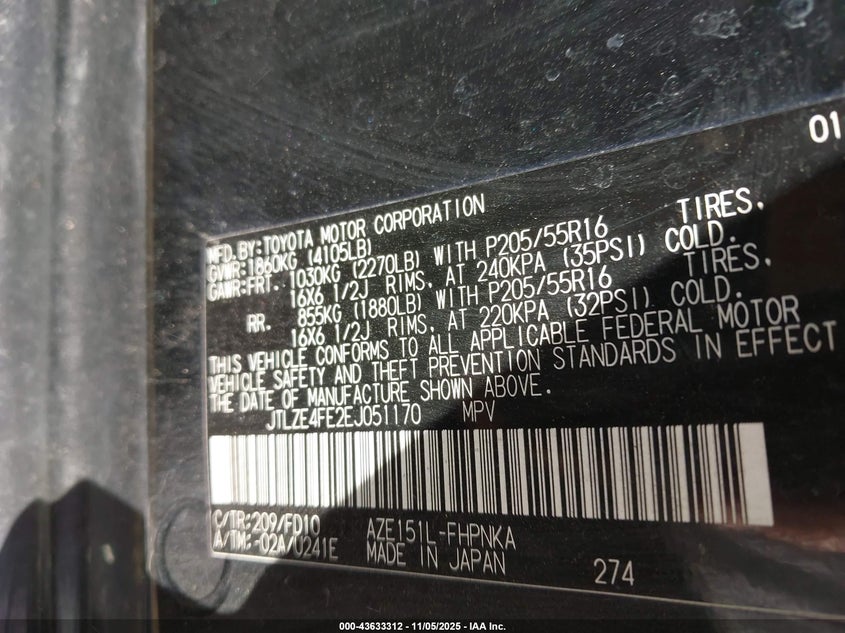 01
MFD.BY:TOYOTA MOTOR CORPORATION
GVWR:1860KG (4105LB)
GAWR:FRT. 1030KG (2270LB) WITH P205/55R16 TIRES.
16X6 1/2J RIMS. AT 240KPA (35PSI) COLD.
RR. 855KG (1880LB) WITH P205/55R16 TIRES.
16X6 1/2J RIMS. AT 220KPA (32PSI) COLD.
THIS VEHICLE CONFORMS TO ALL APPLICABLE FEDERAL MOTOR
VEHICLE SAFETY AND THEFT PREVENTION STANDARDS IN EFFECT
THE DATE OF MANUFACTURE SHOWN ABOVE.
JTLZE4FE2EJ051170 MPV
C/TR:209/FD10 AZE151L-FHPNKA
A/TM:-02A/U241E MADE IN JAPAN
274
000-43633312 - 11/05/2025 - IAA Inc.